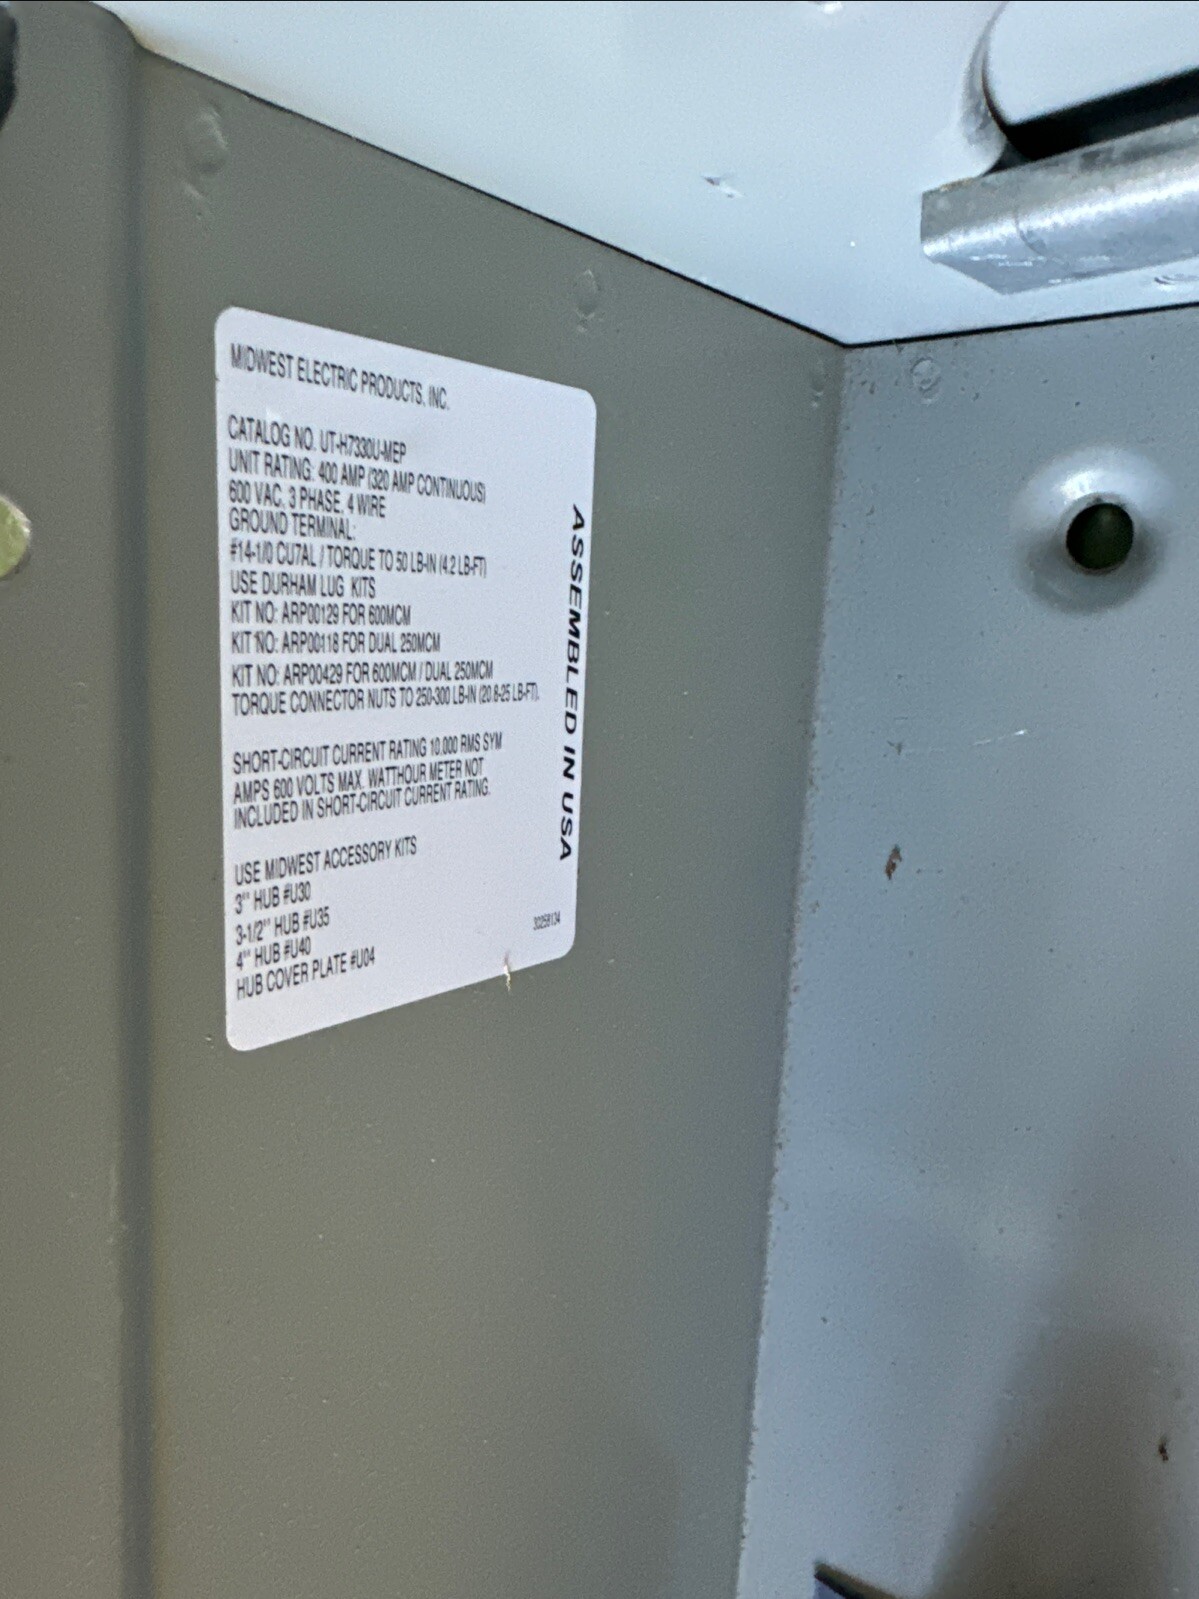 MIDWEST ELECTRIC PRODUCTS, INC.
CATALOG NO. UT-H7330U-MEP
UNIT RATING: 400 AMP (320 AMP CONTINUOUS)
600 VAC, 3 PHASE, 4 WIRE
GROUND TERMINAL:
#14-1/0 CU7AL / TORQUE TO 50 LB-IN (4.2 LB-FT)
USE DURHAM LUG KITS
KIT NO: ARP00129 FOR 600MCM
KIT NO: ARP00118 FOR DUAL 250MCM
KIT NO: ARP00429 FOR 600MCM / DUAL 250MCM
TORQUE CONNECTOR NUTS TO 250-300 LB-IN (20.8-25 LB-FT).
SHORT-CIRCUIT CURRENT RATING 10,000 RMS SYM
AMPS 600 VOLTS MAX. WATTHOUR METER NOT
INCLUDED IN SHORT-CIRCUIT CURRENT RATING.
USE MIDWEST ACCESSORY KITS
3" HUB #U30
3-1/2" HUB #U35
4" HUB #U40
HUB COVER PLATE #U04
ASSEMBLED IN USA
30258134